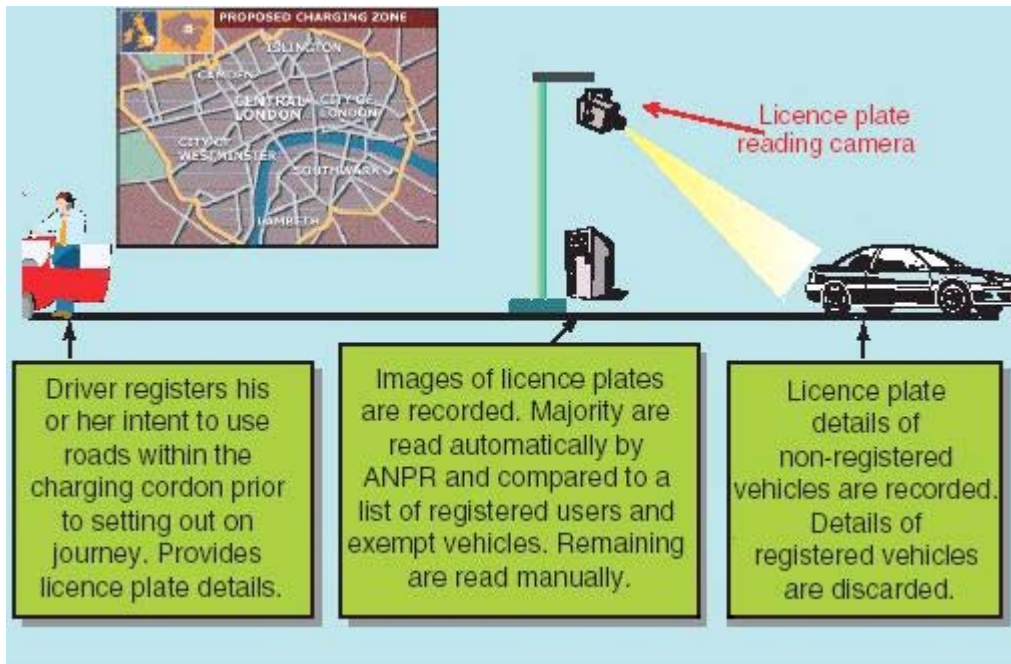 PROPOSED CHARGING ZONE
ISLINGTON
CAMDEN
CENTRAL
LONDON
CITY OF
LONDON
CITY OF
WESTMINSTER
SOUTHWARK
LAMBETH
Licence plate
reading camera
Driver registers his
or her intent to use
roads within the
charging cordon prior
to setting out on
journey. Provides
licence plate details.
Images of licence plates
are recorded. Majority are
read automatically by
ANPR and compared to a
list of registered users and
exempt vehicles. Remaining
are read manually.
Licence plate
details of
non-registered
vehicles are recorded.
Details of
registered vehicles
are discarded.